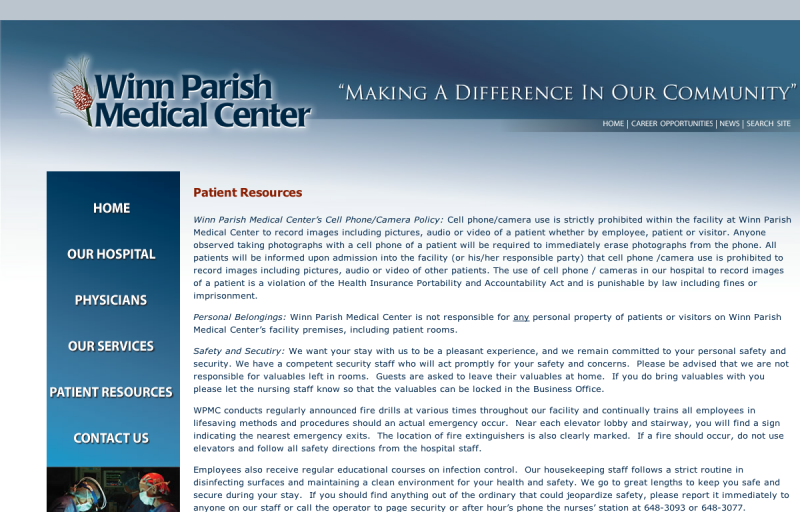 Winn Parish
Medical Center
“Making A Difference In Our Community”
HOME | CAREER OPPORTUNITIES | NEWS | SEARCH SITE
HOME
OUR HOSPITAL
PHYSICIANS
OUR SERVICES
PATIENT RESOURCES
CONTACT US
Patient Resources
Winn Parish Medical Center’s Cell Phone/Camera Policy: Cell phone/camera use is strictly prohibited within the facility at Winn Parish
Medical Center to record images including pictures, audio or video of a patient whether by employee, patient or visitor. Anyone
observed taking photographs with a cell phone of a patient will be required to immediately erase photographs from the phone. All
patients will be informed upon admission into the facility (or his/her responsible party) that cell phone /camera use is prohibited to
record images including pictures, audio or video of other patients. The use of cell phone / cameras in our hospital to record images
of a patient is a violation of the Health Insurance Portability and Accountability Act and is punishable by law including fines or
imprisonment.
Personal Belongings: Winn Parish Medical Center is not responsible for any personal property of patients or visitors on Winn Parish
Medical Center’s facility premises, including patient rooms.
Safety and Secutiry: We want your stay with us to be a pleasant experience, and we remain committed to your personal safety and
security. We have a competent security staff who will act promptly for your safety and concerns. Please be advised that we are not
responsible for valuables left in rooms. Guests are asked to leave their valuables at home. If you do bring valuables with you
please let the nursing staff know so that the valuables can be locked in the Business Office.
WPMC conducts regularly announced fire drills at various times throughout our facility and continually trains all employees in
lifesaving methods and procedures should an actual emergency occur. Near each elevator lobby and stairway, you will find a sign
indicating the nearest emergency exits. The location of fire extinguishers is also clearly marked. If a fire should occur, do not use
elevators and follow all safety directions from the hospital staff.
Employees also receive regular educational courses on infection control. Our housekeeping staff follows a strict routine in
disinfecting surfaces and maintaining a clean environment for your health and safety. We go to great lengths to keep you safe and
secure during your stay. If you should find anything out of the ordinary that could jeopardize safety, please report it immediately to
anyone on our staff or call the operator to page security or after hour’s phone the nurses’ station at 648-3093 or 648-3077.